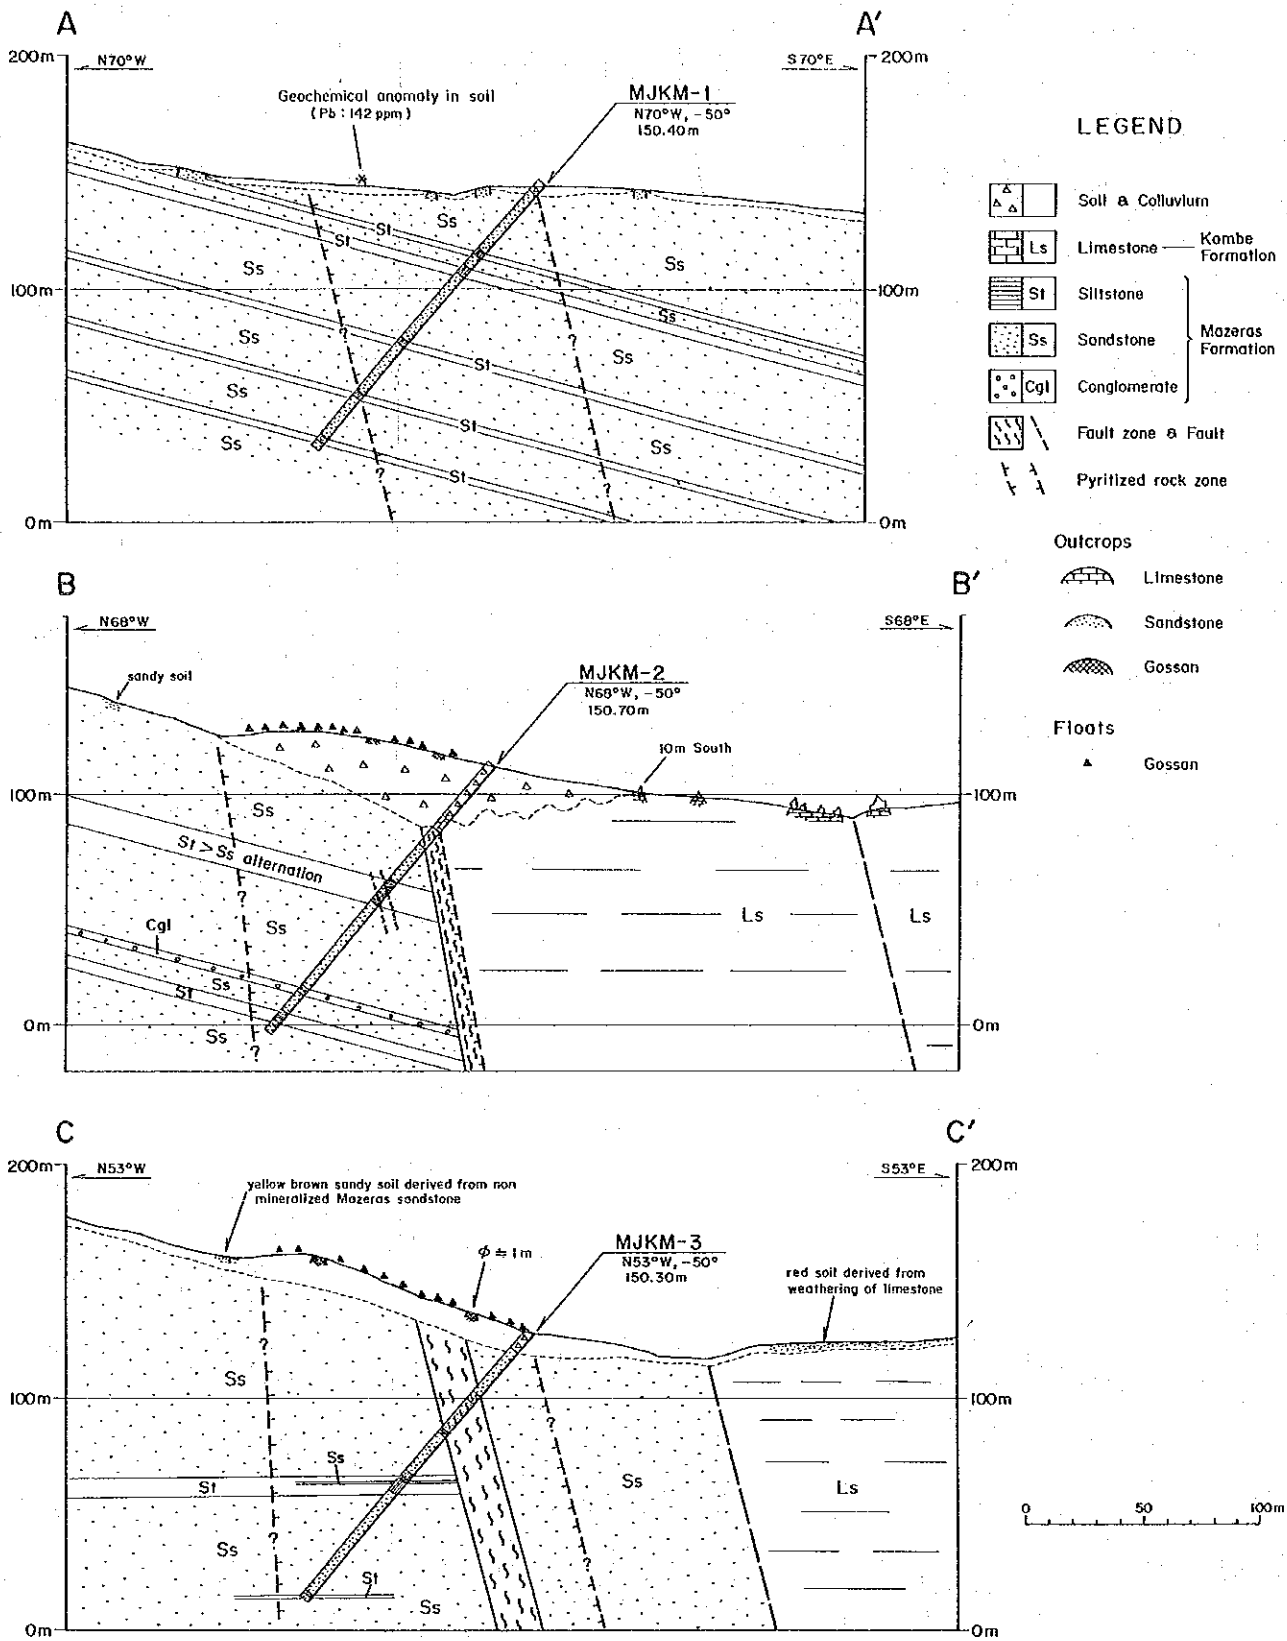 A
A'
200m
N70°W
S70°E
200m
Geochemical anomaly in soil
(Pb : 142 ppm)
MJKM-1
N70°W, -50°
150.40m
Ss
St
St
Ss
Ss
100m
100m
Ss
Ss
?
?
Ss
St
Ss
St
Ss
Ss
?
St
?
0m
0m
LEGEND
Soil & Colluvium
Ls
Limestone
Kambe
Formation
St
Siltstone
Ss
Sandstone
Mazeras
Formation
Cgl
Conglomerate
Fault zone & Fault
Pyritized rock zone
Outcrops
Limestone
Sandstone
Gossan
Floats
Gossan
B
B'
N68°W
S68°E
sandy soil
MJKM-2
N68°W, -50°
150.70m
10m South
100m
100m
Ss
St > Ss alternation
?
Cgl
Ss
Ls
Ls
Ss
St
0m
0m
Ss
?
C
C'
200m
N53°W
S53°E
200m
yellow brown sandy soil derived from non
mineralized Mazeras sandstone
ϕ ≒ 1m
MJKM-3
N53°W, -50°
150.30m
red soil derived from
weathering of limestone
?
Ss
100m
100m
?
Ss
St
Ss
Ls
?
Ss
St
?
Ss
0m
0m
0
50
100m